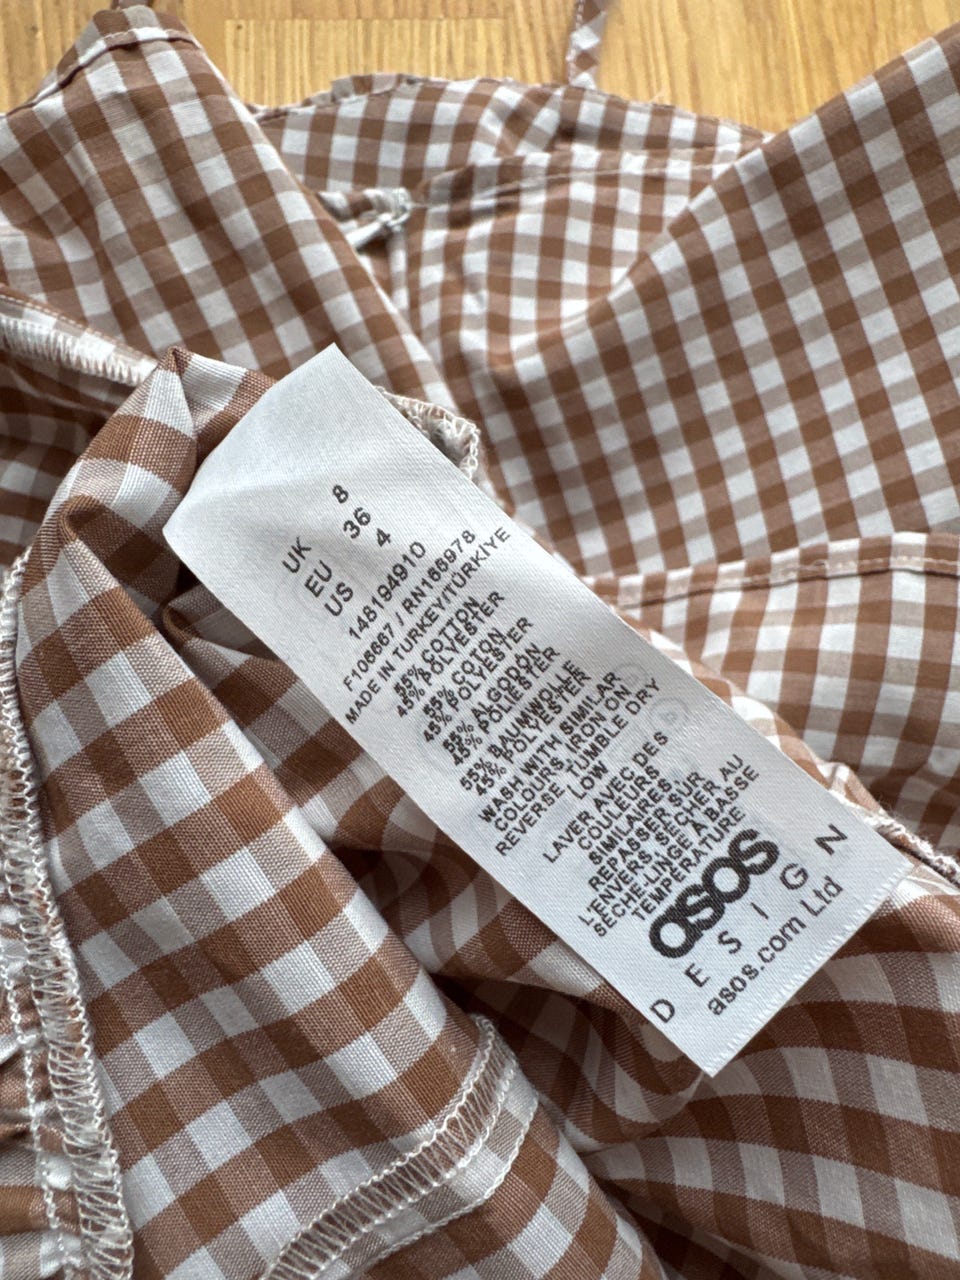 UK 8
EU 36
US 4
14819
F106667 / RN166978
MADE IN TURKEY/TÜRKIYE
55% COTTON
45% POLYESTER
55% COTON
45% POLYESTER
55% ALGODON
45% POLIESTER
55% BAUMWOLLE
45% POLYESTER
WASH WITH SIMILAR
COLOURS, IRON ON
REVERSE, TUMBLE DRY
LOW
LAVER AVEC DES
COULEURS
SIMILAIRES,
REPASSER SUR
L'ENVERS, SECHER AU
SECHE-LINGE À BASSE
TEMPERATURE
asos
DESIGN
asos.com Ltd